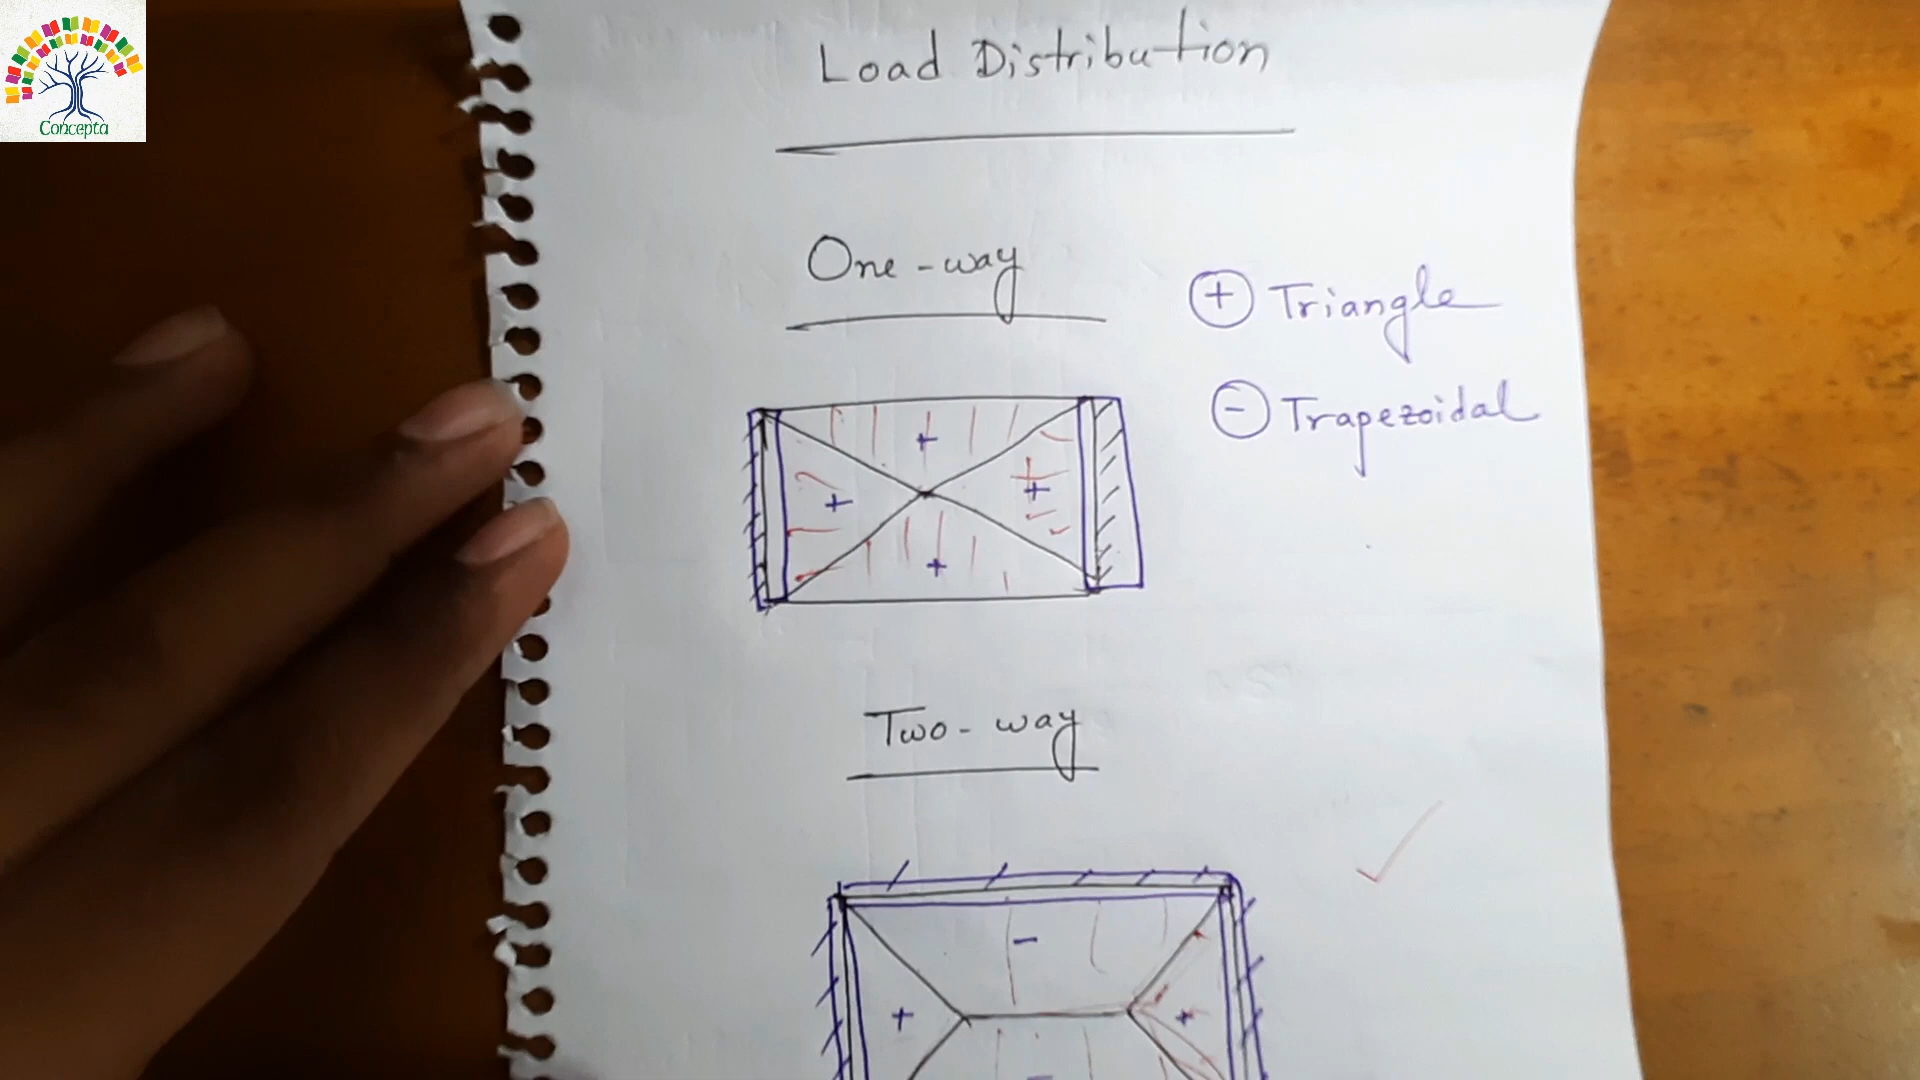 Concepta
Load Distribution
One-way
+ Triangle
- Trapezoidal
+
+
+
+
Two-way
-
+
+
-